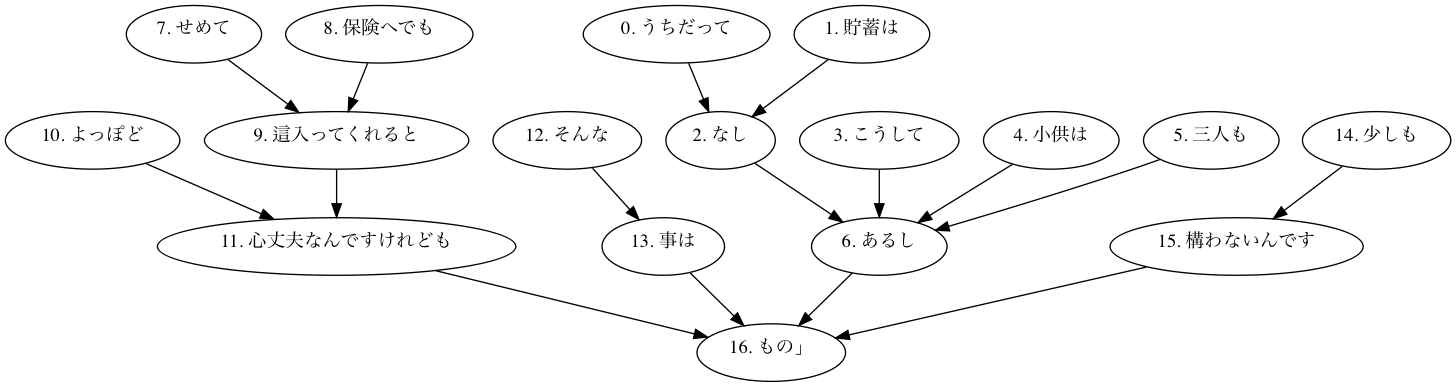 7. せめて
8. 保険へでも
0. うちだって
1. 貯蓄は
10. よっぽど
9. 這入ってくれると
12. そんな
2. なし
3. こうして
4. 小供は
5. 三人も
14. 少しも
11. 心丈夫なんですけれども
13. 事は
6. あるし
15. 構わないんです
16. もの」